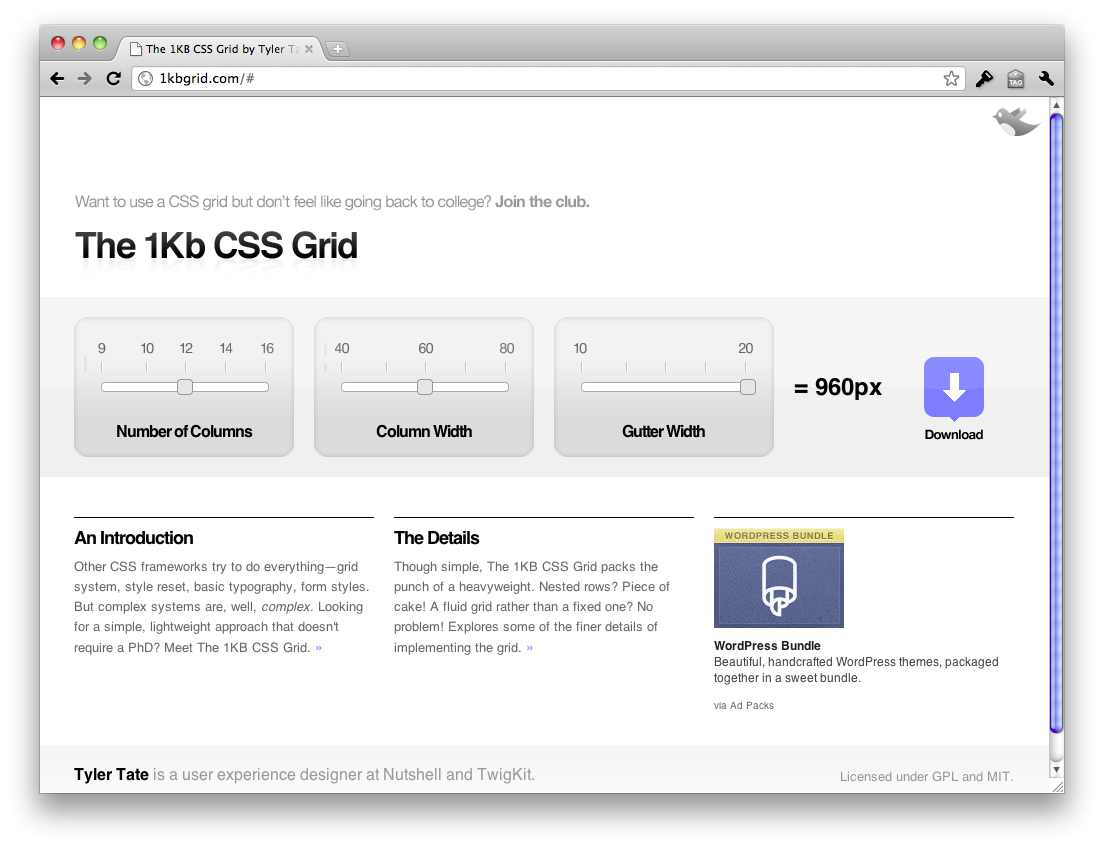 The 1KB CSS Grid by Tyler Ta
1kbgrid.com/#
TAG
Want to use a CSS grid but don't feel like going back to college? Join the club.
The 1Kb CSS Grid
9 10 12 14 16
Number of Columns
40 60 80
Column Width
10 20
Gutter Width
= 960px
Download
An Introduction
Other CSS frameworks try to do everything—grid
system, style reset, basic typography, form styles.
But complex systems are, well, complex. Looking
for a simple, lightweight approach that doesn't
require a PhD? Meet The 1KB CSS Grid. »
The Details
Though simple, The 1KB CSS Grid packs the
punch of a heavyweight. Nested rows? Piece of
cake! A fluid grid rather than a fixed one? No
problem! Explores some of the finer details of
implementing the grid. »
WORDPRESS BUNDLE
WordPress Bundle
Beautiful, handcrafted WordPress themes, packaged
together in a sweet bundle.
via Ad Packs
Tyler Tate is a user experience designer at Nutshell and TwigKit.
Licensed under GPL and MIT.